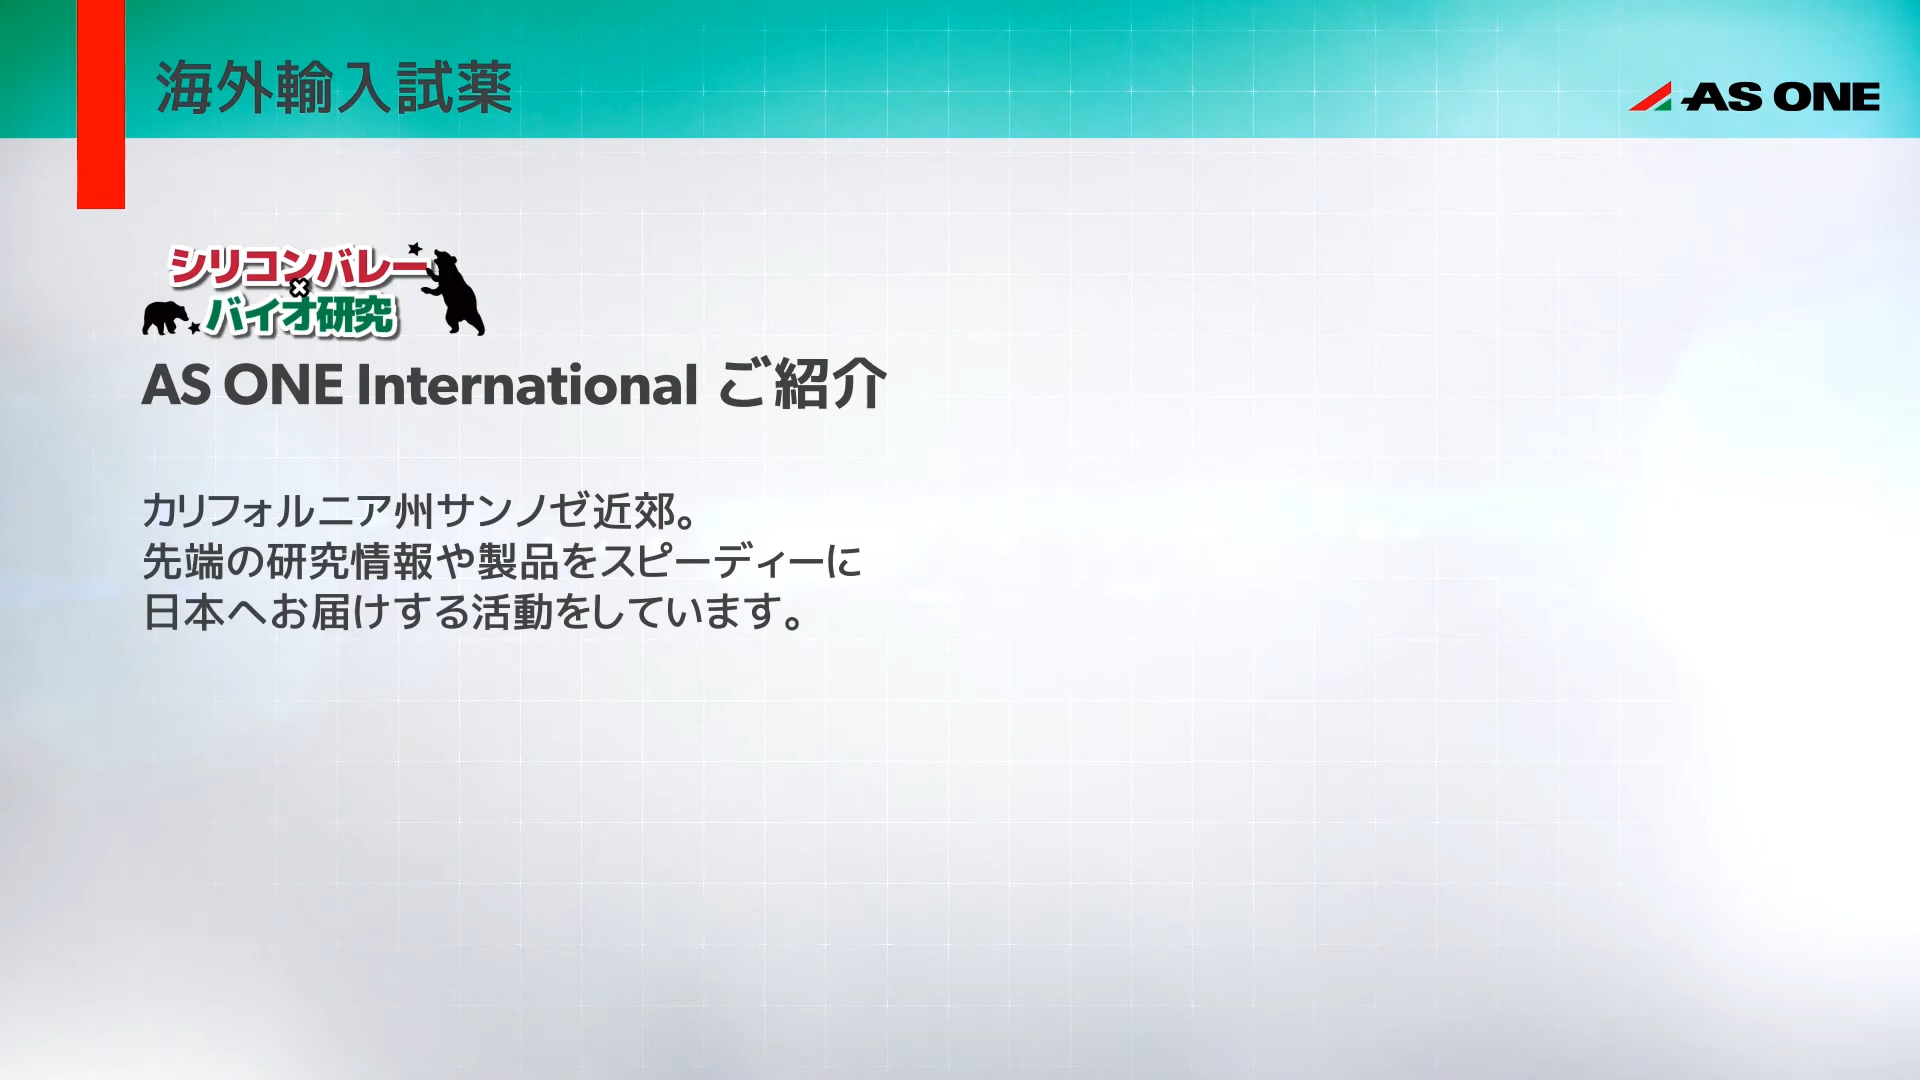 海外輸入試薬
AS ONE
シリコンバレー
×
バイオ研究
AS ONE International ご紹介
カリフォルニア州サンノゼ近郊。
先端の研究情報や製品をスピーディーに
日本へお届けする活動をしています。